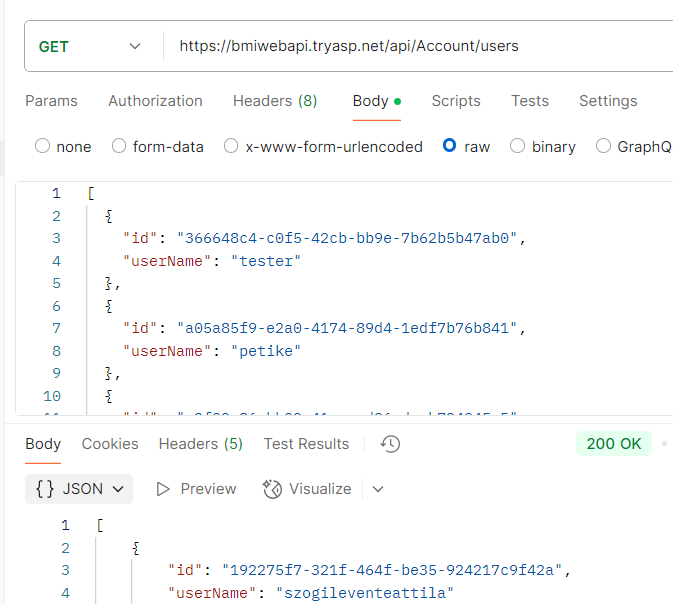 GET https://bmiwebapi.tryasp.net/api/Account/users
Params Authorization Headers (8) Body Scripts Tests Settings
none form-data x-www-form-urlencoded raw binary GraphQ
1 [
2 {
3 "id": "366648c4-c0f5-42cb-bb9e-7b62b5b47ab0",
4 "userName": "tester"
5 },
6 {
7 "id": "a05a85f9-e2a0-4174-89d4-1edf7b76b841",
8 "userName": "petike"
9 },
10 {
Body Cookies Headers (5) Test Results 200 OK
{} JSON Preview Visualize
1 [
2 {
3 "id": "192275f7-321f-464f-be35-924217c9f42a",
4 "userName": "szogileventeattila"